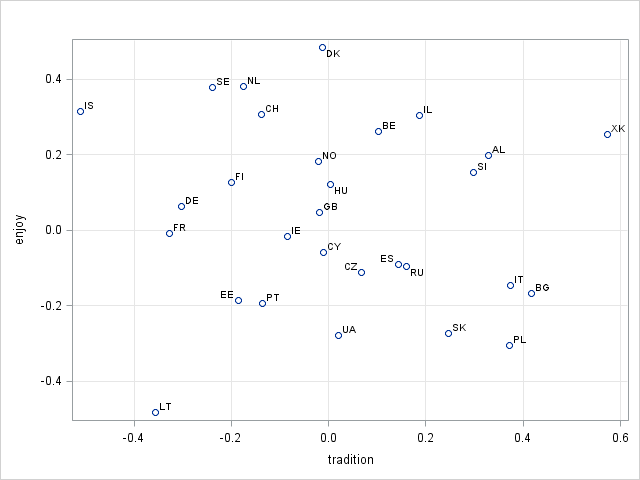 DK
0.4
SE
NL
IS
CH
IL
BE
XK
0.2
NO
AL
SI
FI
HU
DE
GB
FR
0.0
IE
enjoy
CY
ES
CZ
RU
IT
BG
EE
PT
-0.2
UA
SK
PL
-0.4
LT
-0.4
-0.2
0.0
0.2
0.4
0.6
tradition